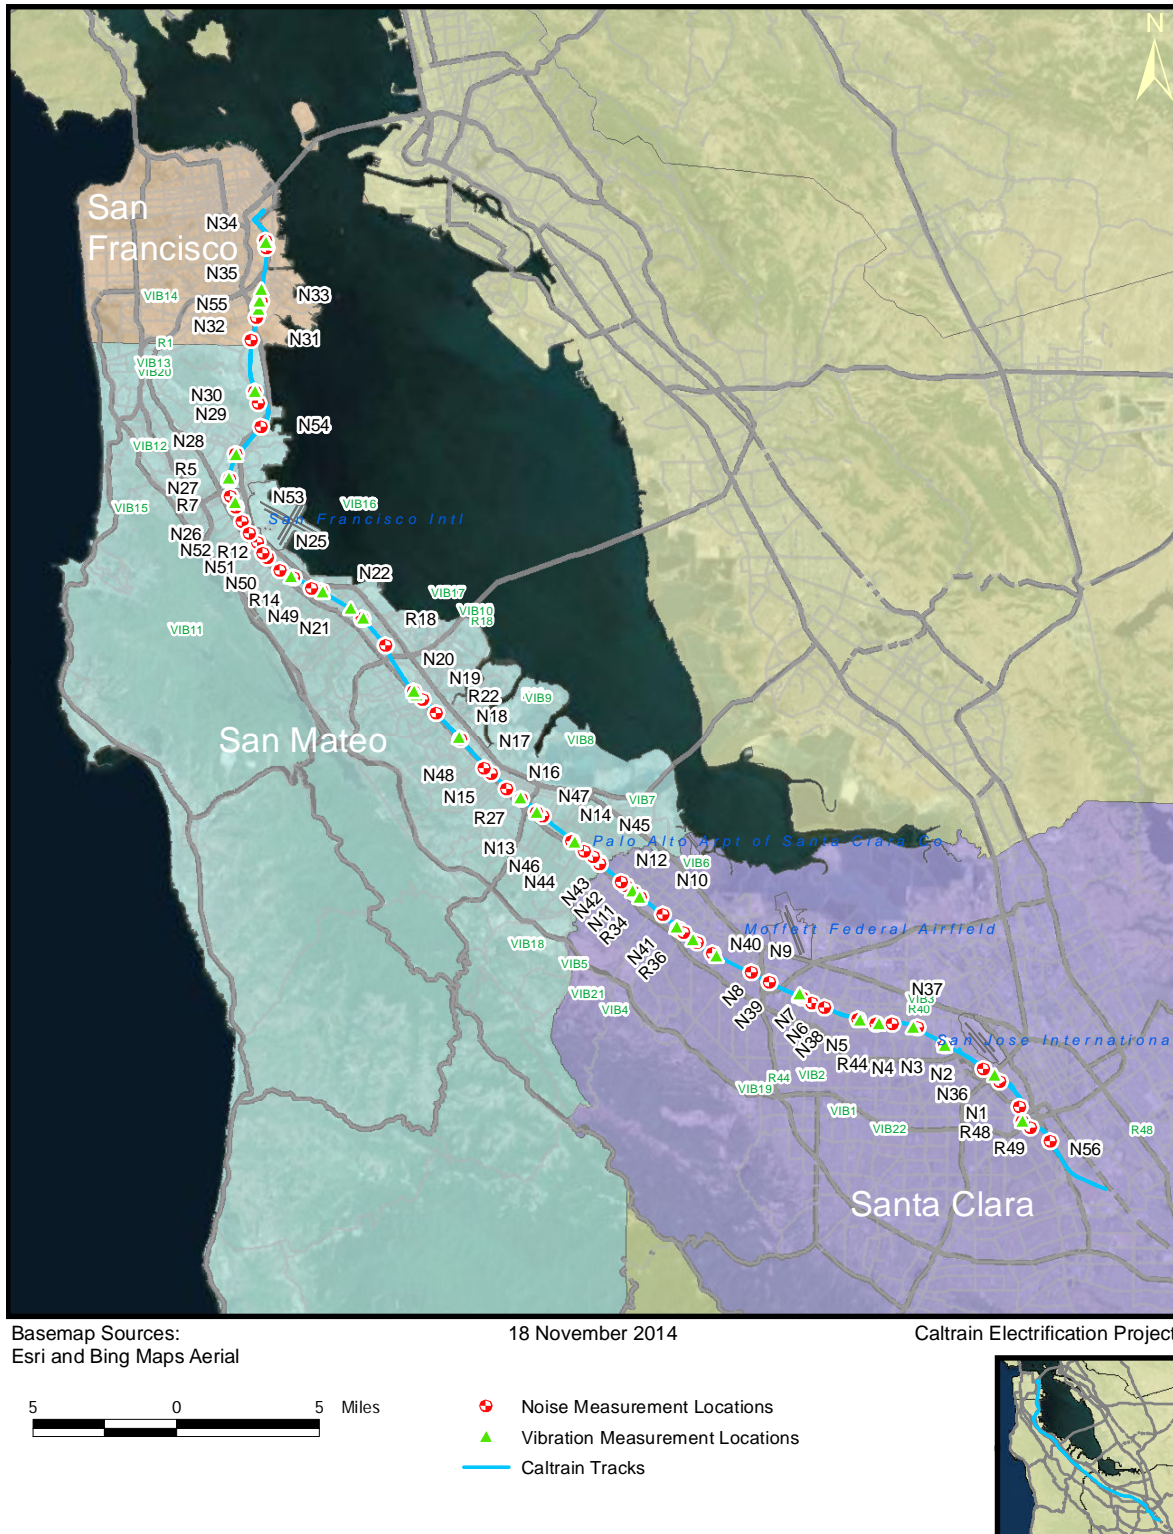 N
San
Francisco
N34
N35
VIB14
N55
N33
N32
R1
N31
VIB13
VIB20
N30
N29
N54
N28
VIB12
R5
N27
R7
N53
VIB16
VIB15
San Francisco Intl
N26
N25
N52
R12
N51
N50
N22
R14
VIB17
N49
VIB10
R18
R18
N21
VIB11
N20
N19
R22
VIB9
N18
San Mateo
N17
VIB8
N48
N16
N15
N47
VIB7
R27
N14
N45
Palo Alto Arpt of Santa Clara Co
N13
N46
N12
VIB6
N44
N10
N43
N42
N11
R34
Moffett Federal Airfield
VIB18
N41
N40
N9
R36
VIB5
VIB21
VIB4
N8
N39
N37
VIB3
R40
N7
N6
N38
N5
San Jose Internationa
R44
N4
N3
N2
R44
VIB2
VIB19
N36
VIB1
N1
VIB22
R48
R48
R49
N56
Santa Clara
Basemap Sources:
18 November 2014
Caltrain Electrification Project
Esri and Bing Maps Aerial
5 0 5 Miles
Noise Measurement Locations
Vibration Measurement Locations
Caltrain Tracks